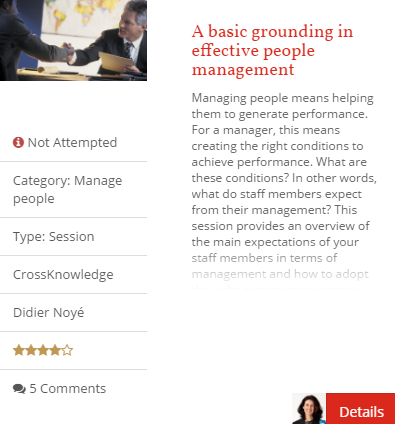 A basic grounding in
effective people
management
Managing people means helping
them to generate performance.
For a manager, this means
creating the right conditions to
achieve performance. What are
these conditions? In other words,
what do staff members expect
from their management? This
session provides an overview of
the main expectations of your
staff members in terms of
management and how to adopt
Not Attempted
Category: Manage
people
Type: Session
CrossKnowledge
Didier Noyé
5 Comments
Details